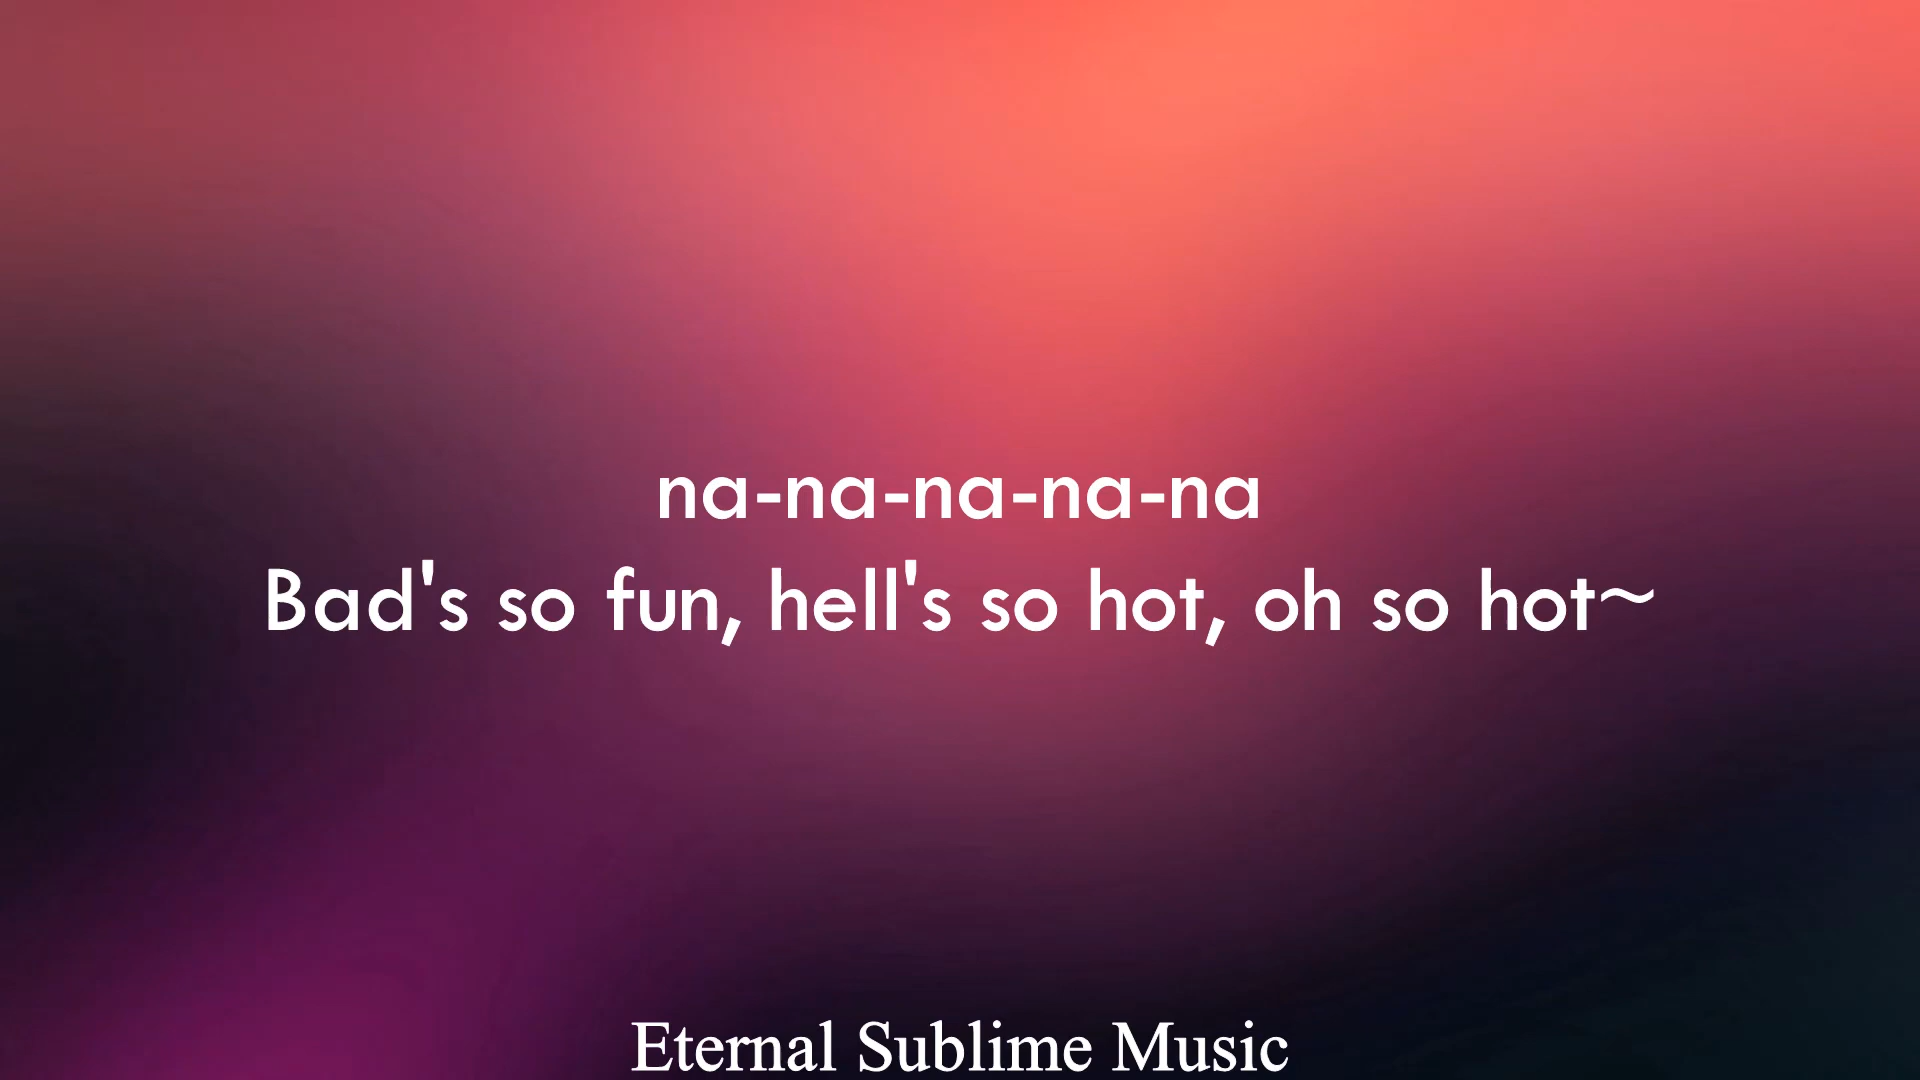 na-na-na-na-na
Bad's so fun, hell's so hot, oh so hot~
Eternal Sublime Music